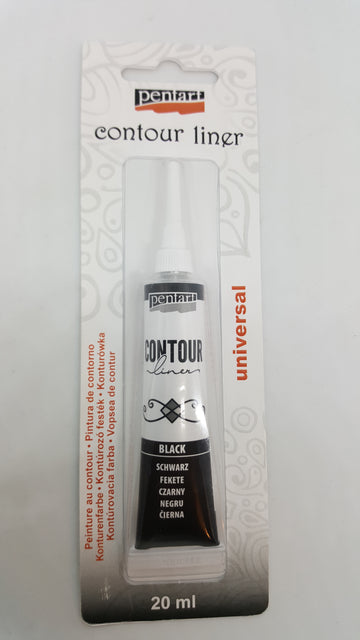 pentart
contour liner
pentart
CONTOUR
liner
BLACK
SCHWARZ
FEKETE
CZARNY
NEGRU
ČIERNA
universal
Peinture au contour • Pintura de contorno
Konturenfarbe • Kontúrozó festék • Konturówka
Kontúrovacia farba • Vopsea de contur
20 ml